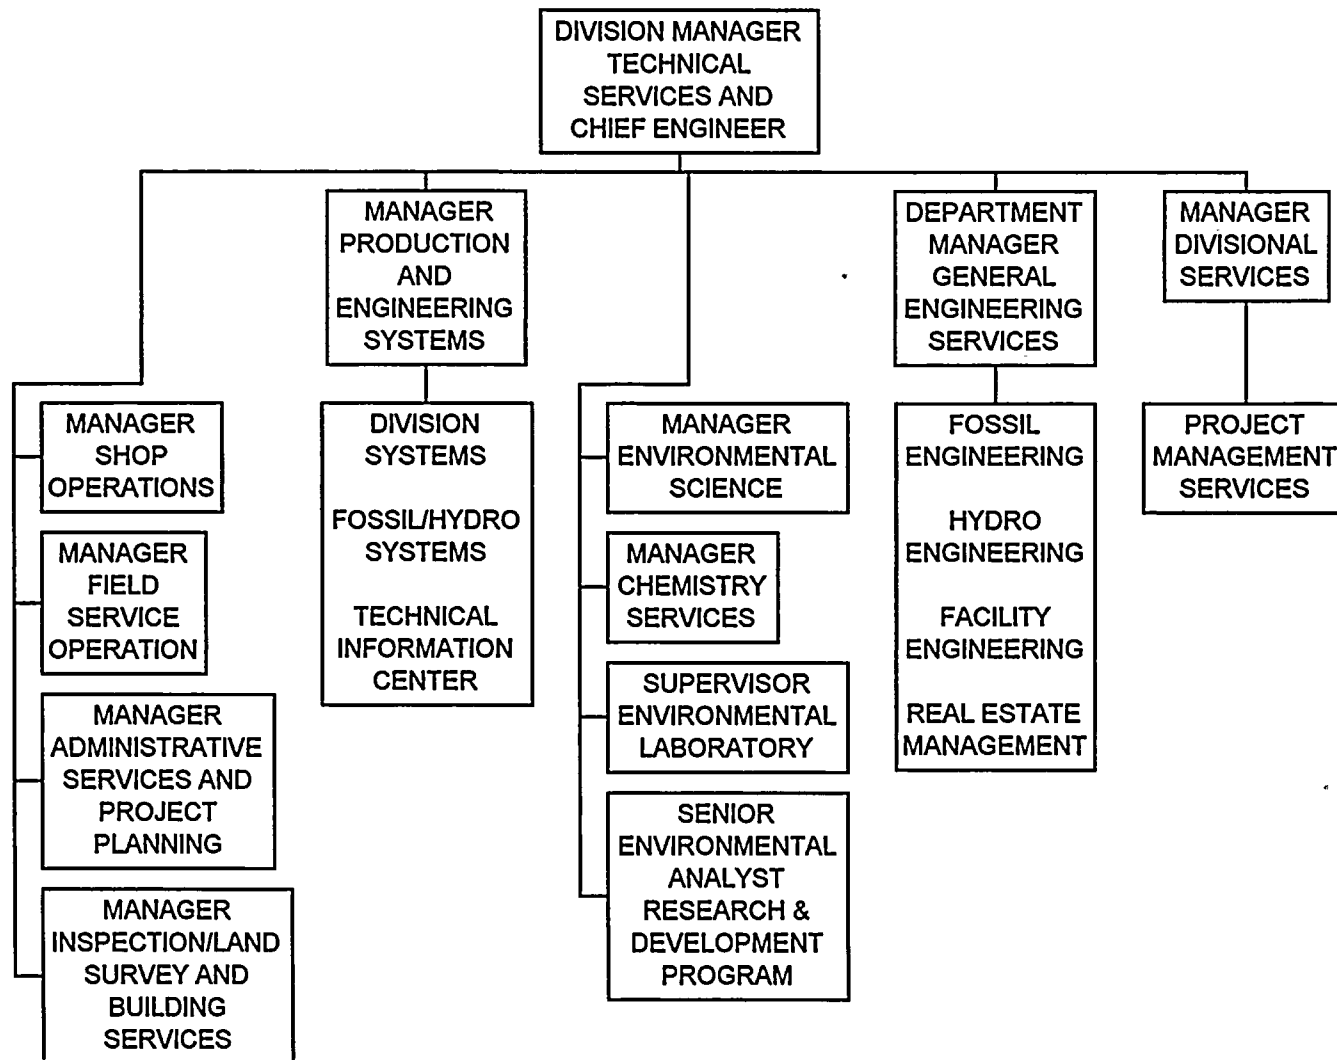 DIVISION MANAGER
TECHNICAL
SERVICES AND
CHIEF ENGINEER
MANAGER
PRODUCTION
AND
ENGINEERING
SYSTEMS
DEPARTMENT
MANAGER
GENERAL
ENGINEERING
SERVICES
MANAGER
DIVISIONAL
SERVICES
MANAGER
SHOP
OPERATIONS
MANAGER
FIELD
SERVICE
OPERATION
MANAGER
ADMINISTRATIVE
SERVICES AND
PROJECT
PLANNING
MANAGER
INSPECTION/LAND
SURVEY AND
BUILDING
SERVICES
DIVISION
SYSTEMS
FOSSIL/HYDRO
SYSTEMS
TECHNICAL
INFORMATION
CENTER
MANAGER
ENVIRONMENTAL
SCIENCE
MANAGER
CHEMISTRY
SERVICES
SUPERVISOR
ENVIRONMENTAL
LABORATORY
SENIOR
ENVIRONMENTAL
ANALYST
RESEARCH &
DEVELOPMENT
PROGRAM
FOSSIL
ENGINEERING
HYDRO
ENGINEERING
FACILITY
ENGINEERING
REAL ESTATE
MANAGEMENT
PROJECT
MANAGEMENT
SERVICES